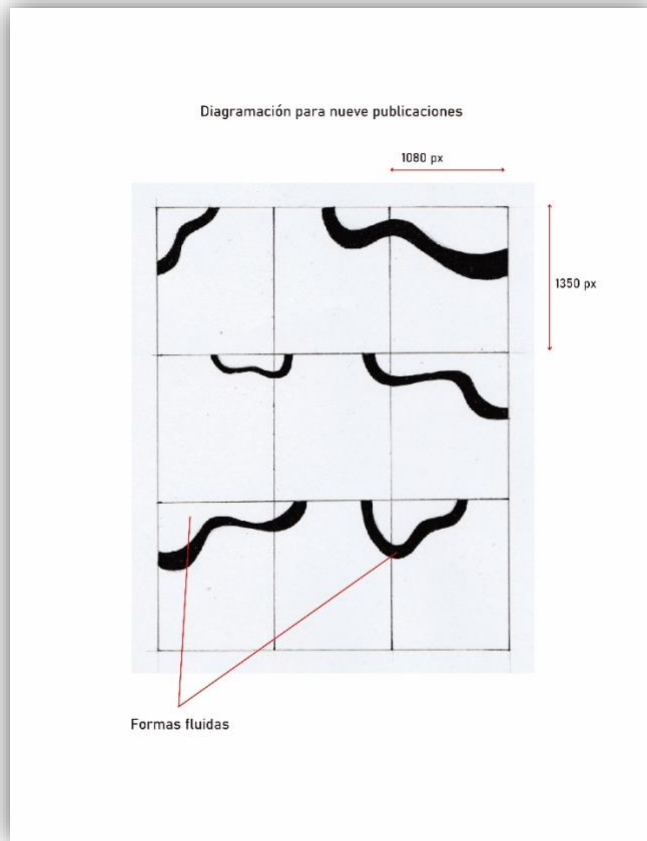 Diagramación para nueve publicaciones
1080 px
1350 px
Formas fluidas